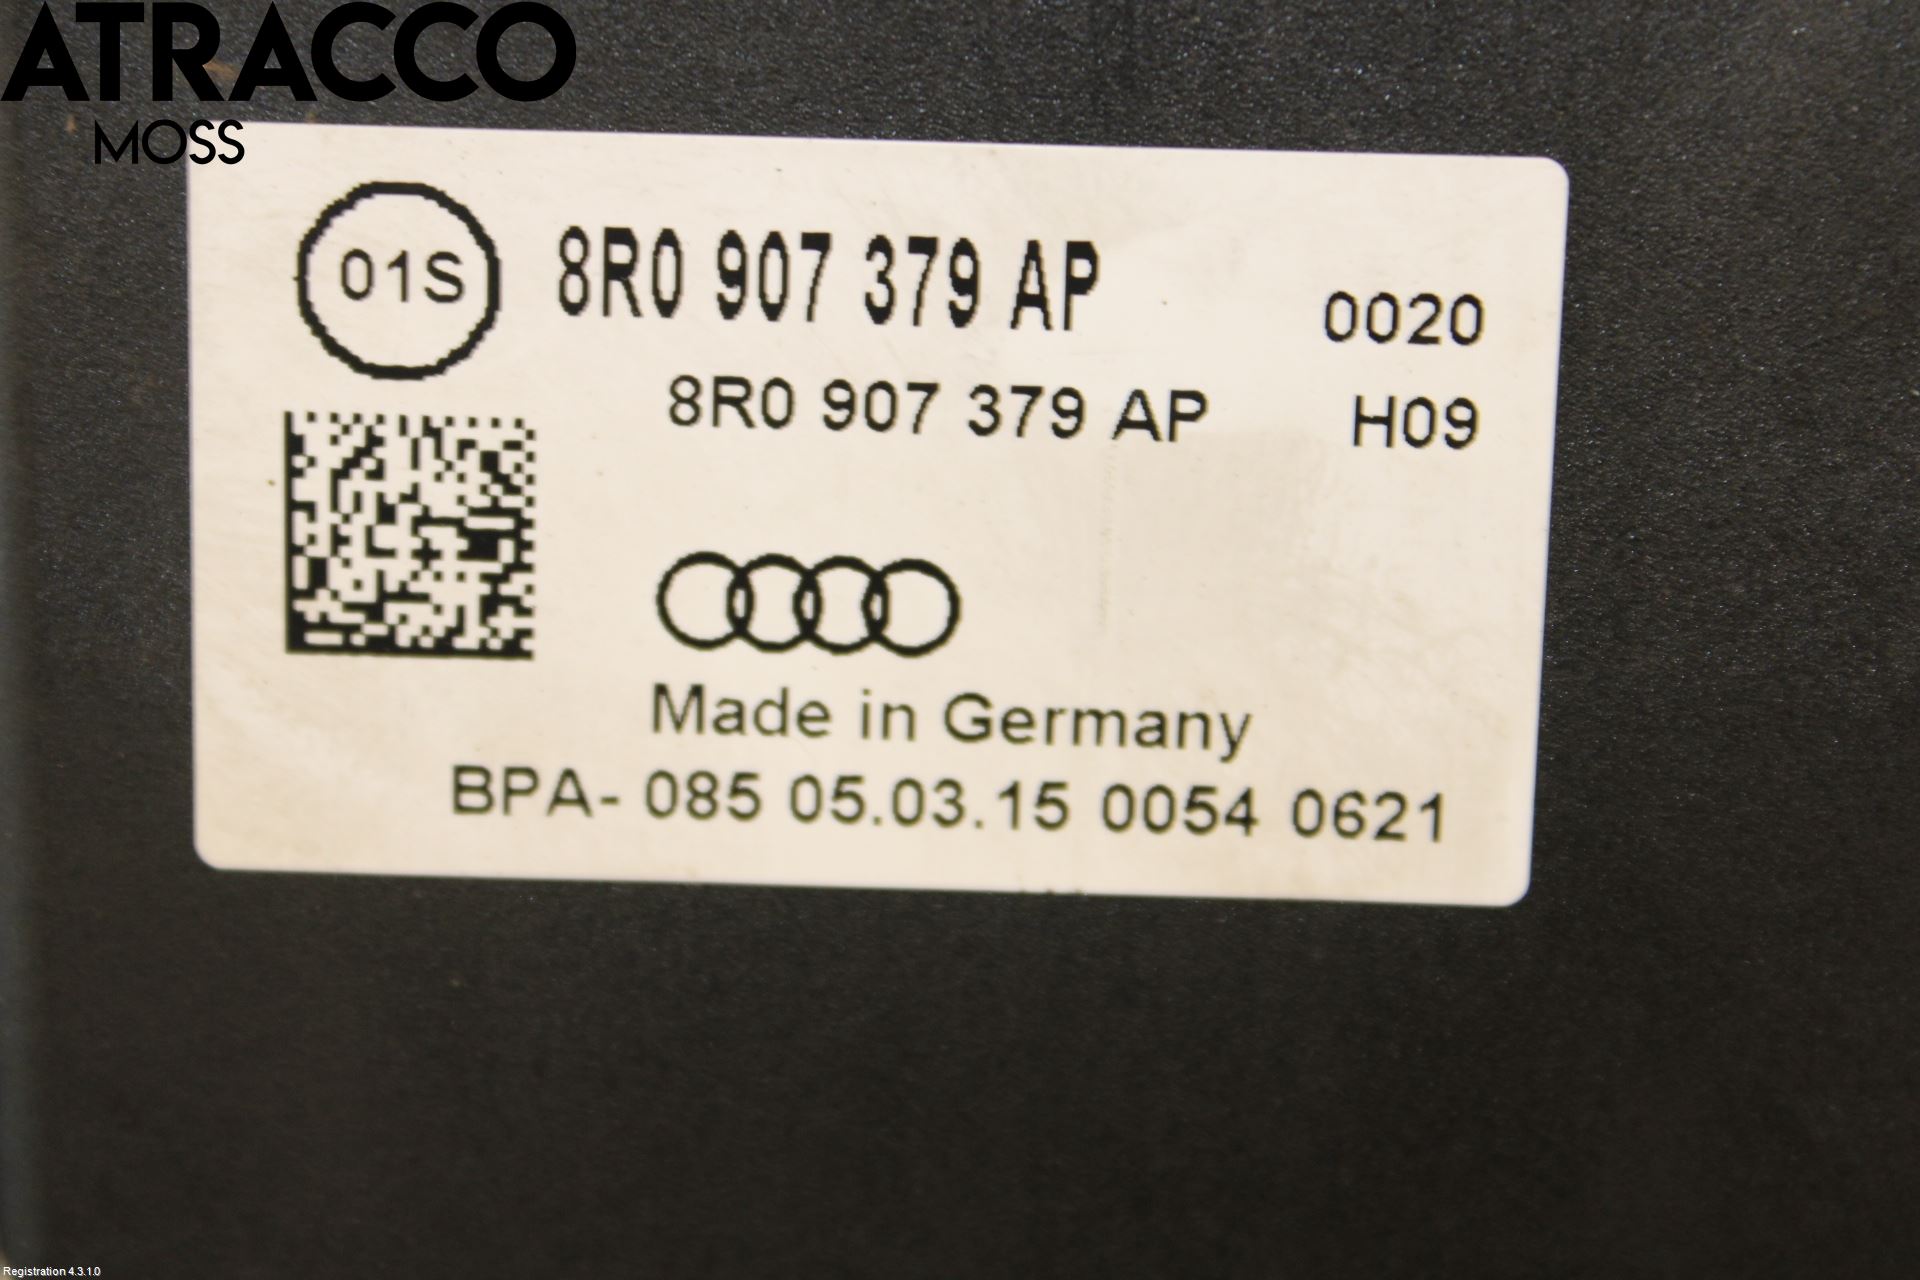 ATRACCO
MOSS
01S
8R0 907 379 AP
0020
8R0 907 379 AP
H09
Made in Germany
BPA- 085 05.03.15 0054 0621
Registration 4.3.1.0